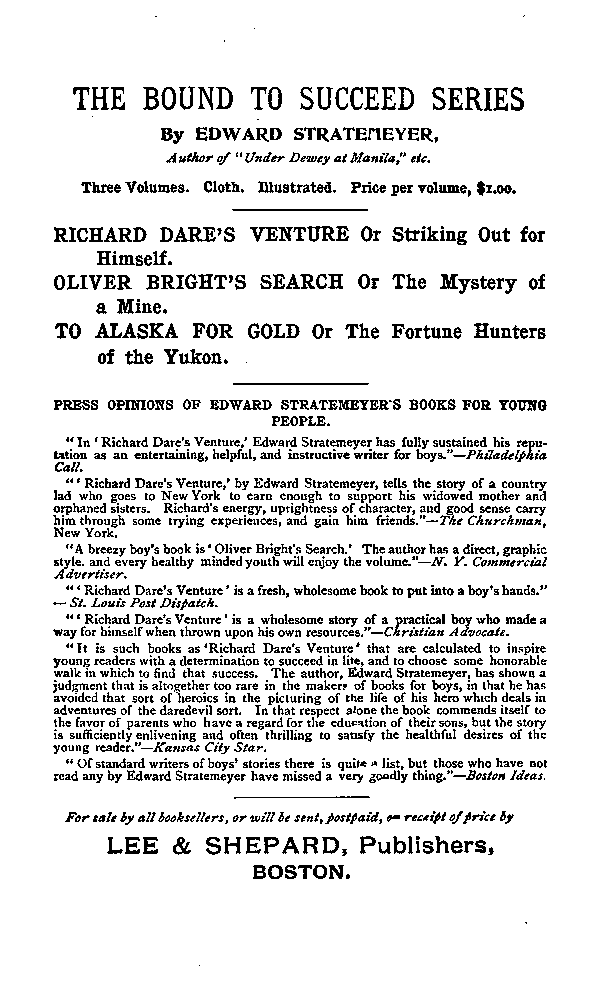 THE BOUND TO SUCCEED SERIES
By EDWARD STRATEMEYER,
Author of "Under Dewey at Manila," etc.
Three Volumes. Cloth. Illustrated. Price per volume, $1.00.
RICHARD DARE'S VENTURE Or Striking Out for
Himself.
OLIVER BRIGHT'S SEARCH Or The Mystery of
a Mine.
TO ALASKA FOR GOLD Or The Fortune Hunters
of the Yukon.
PRESS OPINIONS OF EDWARD STRATEMEYER'S BOOKS FOR YOUNG
PEOPLE.
"In 'Richard Dare's Venture,' Edward Stratemeyer has fully sustained his repu-
tation as an entertaining, helpful, and instructive writer for boys."—Philadelphia
Call.
"'Richard Dare's Venture,' by Edward Stratemeyer, tells the story of a country
lad who goes to New York to earn enough to support his widowed mother and
orphaned sisters. Richard's energy, uprightness of character, and good sense carry
him through some trying experiences, and gain him friends."—The Churchman,
New York.
"A breezy boy's book is 'Oliver Bright's Search.' The author has a direct, graphic
style, and every healthy minded youth will enjoy the volume."—N. Y. Commercial
Advertiser.
"'Richard Dare's Venture' is a fresh, wholesome book to put into a boy's hands."
— St. Louis Post Dispatch.
"'Richard Dare's Venture' is a wholesome story of a practical boy who made a
way for himself when thrown upon his own resources."—Christian Advocate.
"It is such books as 'Richard Dare's Venture' that are calculated to inspire
young readers with a determination to succeed in life, and to choose some honorable
walk in which to find that success. The author, Edward Stratemeyer, has shown a
judgment that is altogether too rare in the makers of books for boys, in that he has
avoided that sort of heroics in the picturing of the life of his hero which deals in
adventures of the daredevil sort. In that respect alone the book commends itself to
the favor of parents who have a regard for the education of their sons, but the story
is sufficiently enlivening and often thrilling to satisfy the healthful desires of the
young reader."—Kansas City Star.
"Of standard writers of boys' stories there is quite a list, but those who have not
read any by Edward Stratemeyer have missed a very goodly thing."—Boston Ideas.
For sale by all booksellers, or will be sent, postpaid, on receipt of price by
LEE & SHEPARD, Publishers,
BOSTON.